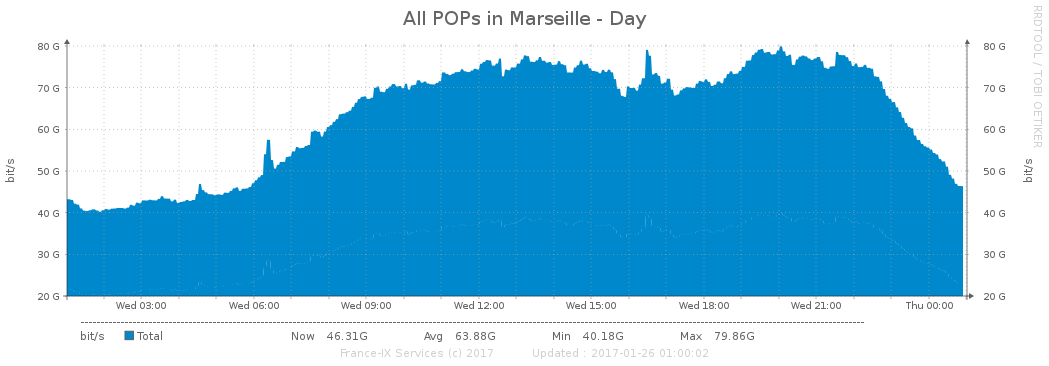 All POPs in Marseille - Day
RRDTOOL / TOBI OETIKER
bit/s
80 G 80 G
70 G 70 G
60 G 60 G
50 G 50 G
40 G 40 G
30 G 30 G
20 G 20 G
bit/s
Wed 03:00 Wed 06:00 Wed 09:00 Wed 12:00 Wed 15:00 Wed 18:00 Wed 21:00 Thu 00:00
bit/s Total Now 46.31G Avg 63.88G Min 40.18G Max 79.86G
France-IX Services (c) 2017 Updated : 2017-01-26 01:00:02